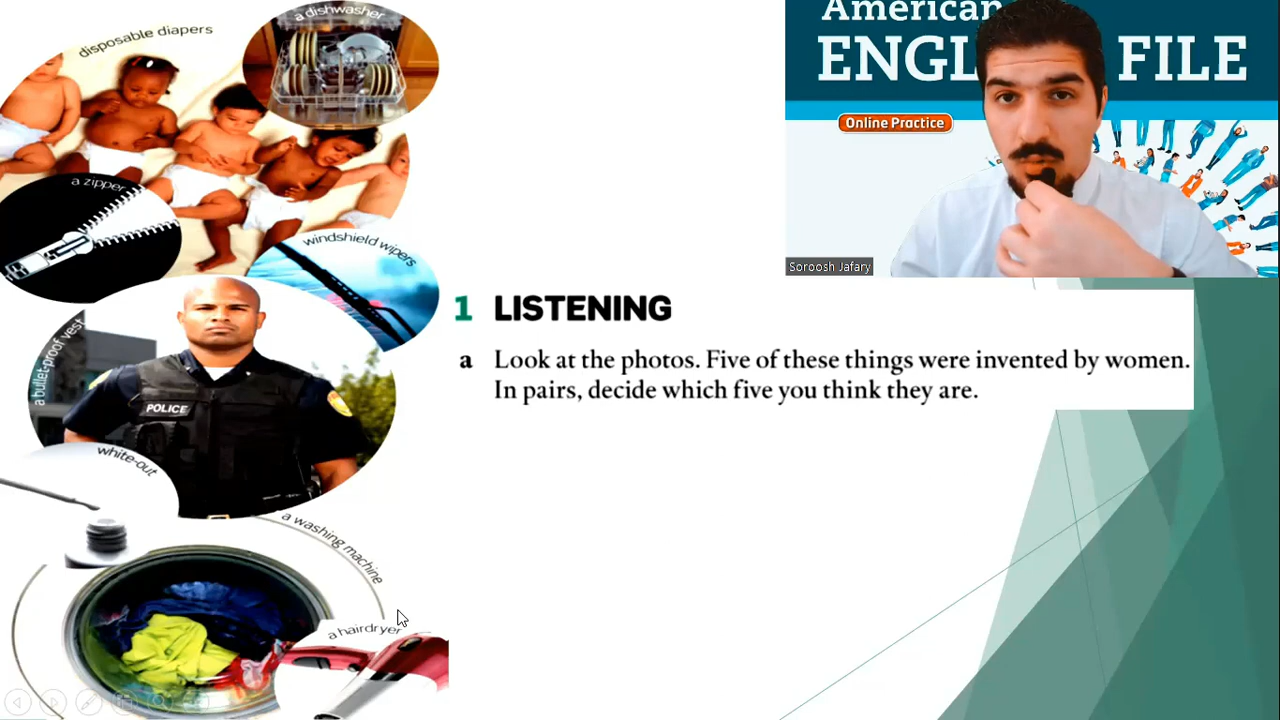 disposable diapers
a dishwasher
a zipper
windshield wipers
a bullet-proof vest
POLICE
white-out
a washing machine
a hairdryer
American
ENGL FILE
Online Practice
Soroosh Jafary
1 LISTENING
a Look at the photos. Five of these things were invented by women.
In pairs, decide which five you think they are.